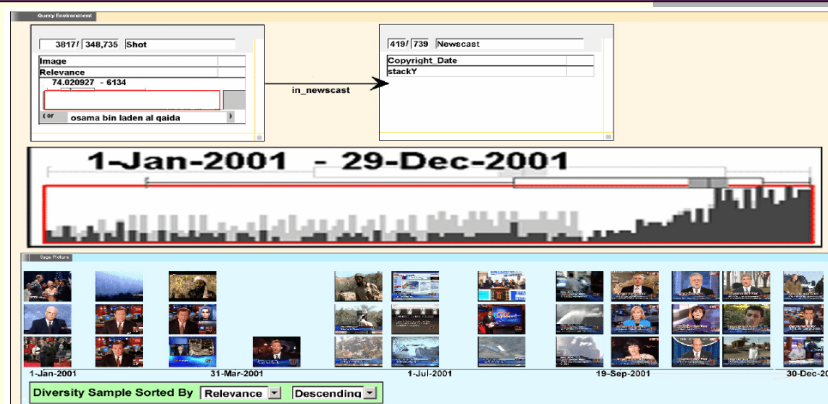 Query Environment
3817/ 348,735 Shot
419/ 739 Newscast
Image
Relevance
74.020927 - 6134
(or osama bin laden al qaida )
in_newscast
Copyright_Date
stackY
1-Jan-2001 - 29-Dec-2001
Sage Picture
1-Jan-2001 31-Mar-2001 1-Jul-2001 19-Sep-2001 30-Dec-20
Diversity Sample Sorted By Relevance Descending